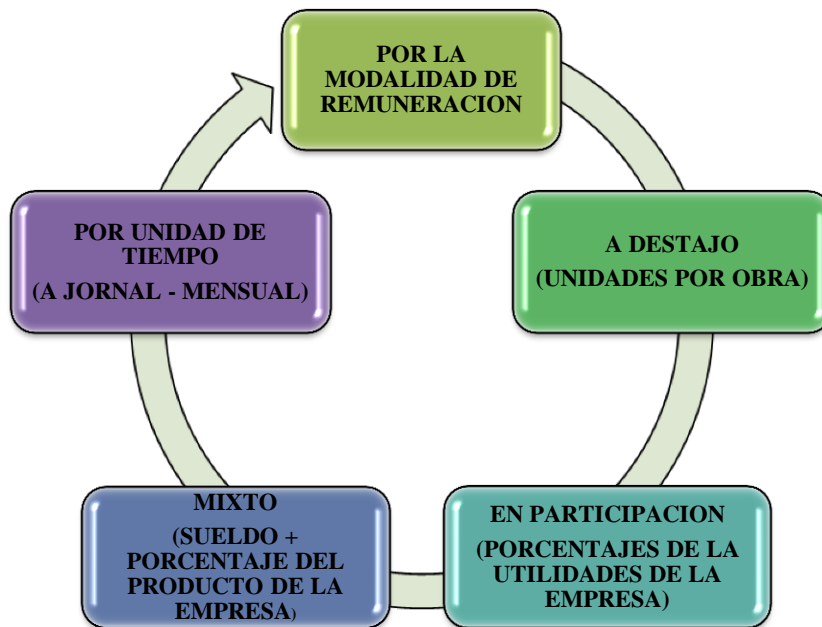 POR LA
MODALIDAD DE
REMUNERACION
A DESTAJO
(UNIDADES POR OBRA)
EN PARTICIPACION
(PORCENTAJES DE LA
UTILIDADES DE LA
EMPRESA)
MIXTO
(SUELDO +
PORCENTAJE DEL
PRODUCTO DE LA
EMPRESA)
POR UNIDAD DE
TIEMPO
(A JORNAL - MENSUAL)